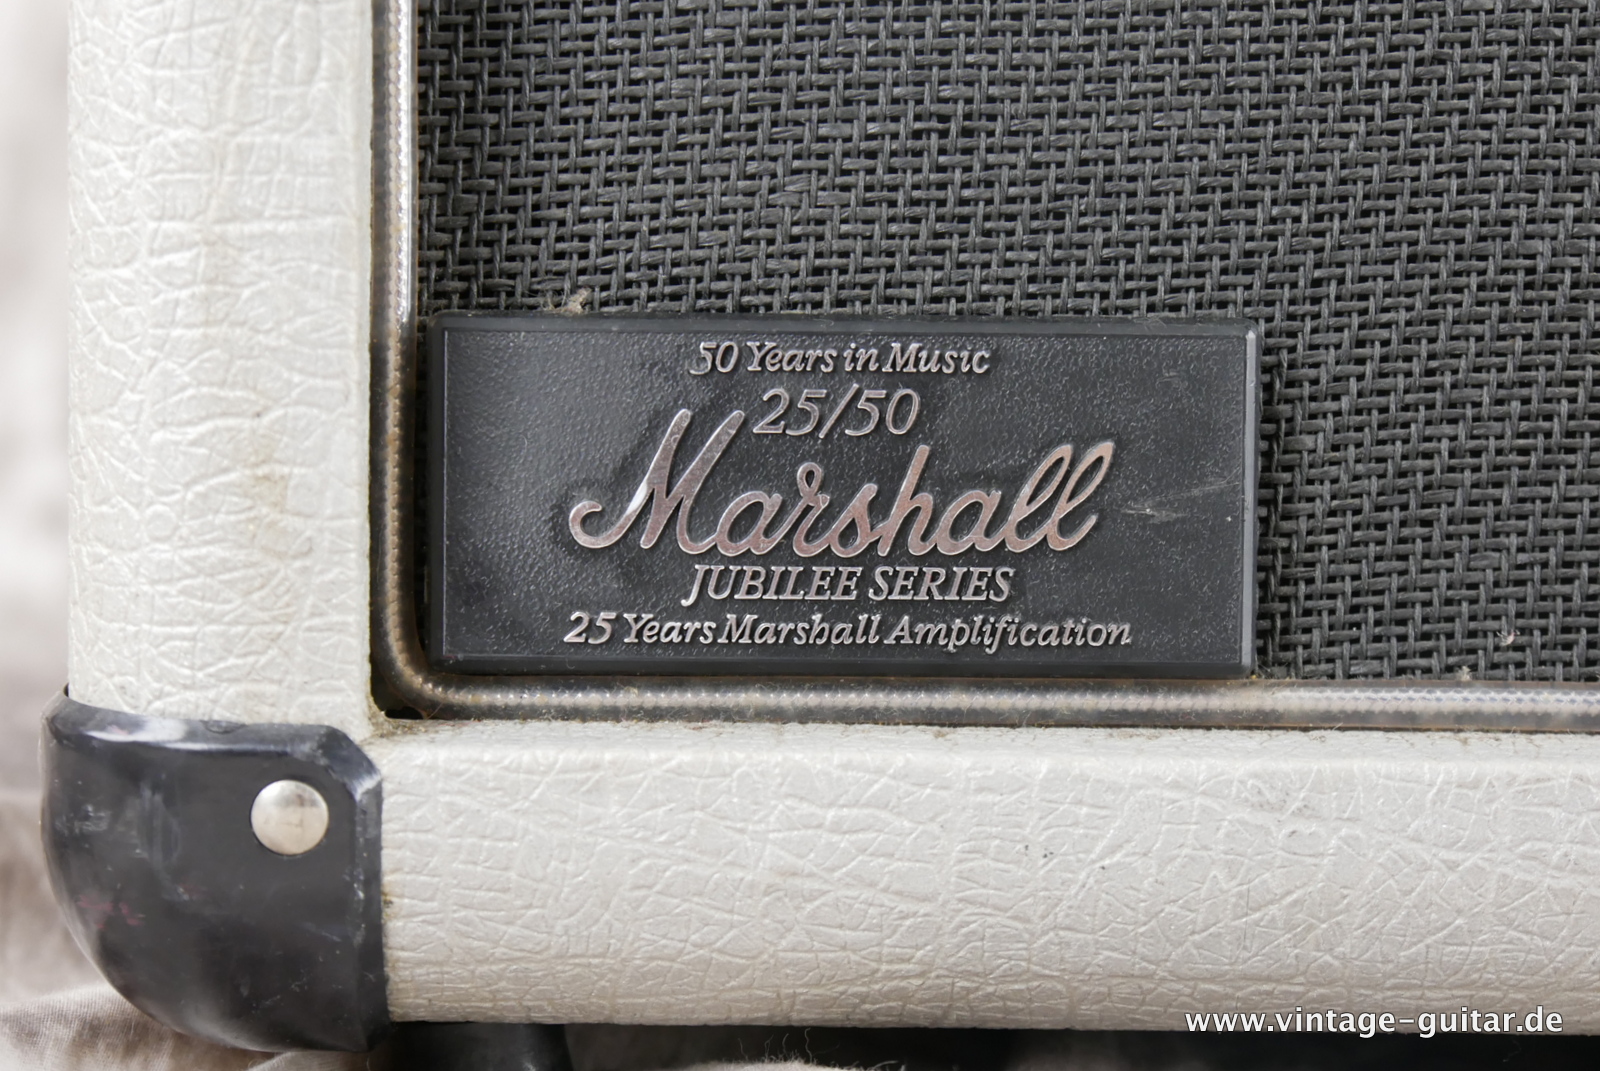 50 Years in Music
25/50
Marshall
JUBILEE SERIES
25 Years Marshall Amplification
www.vintage-guitar.de